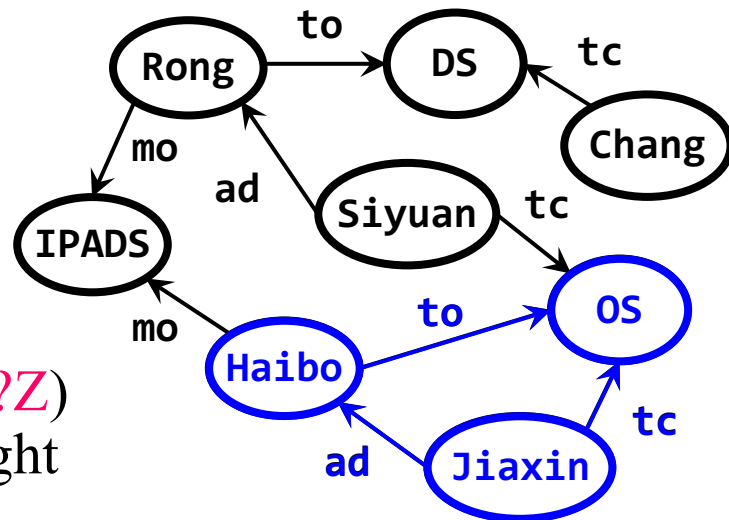 to
Rong
DS
tc
mo
Chang
ad
Siyuan
tc
IPADS
to
OS
mo
Haibo
?Z)
ght
tc
ad
Jiaxin